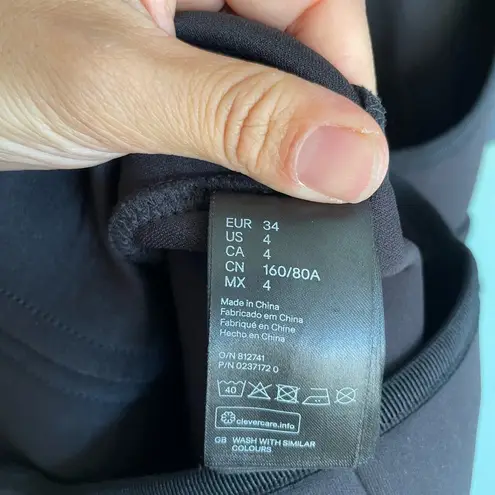 EUR 34
US 4
CA 4
CN 160/80A
MX 4
Made in China
Fabricado em China
Fabriqué en Chine
Hecho en China
O/N 812741
P/N 0237172 0
40
clevercare.info
GB WASH WITH SIMILAR
COLOURS